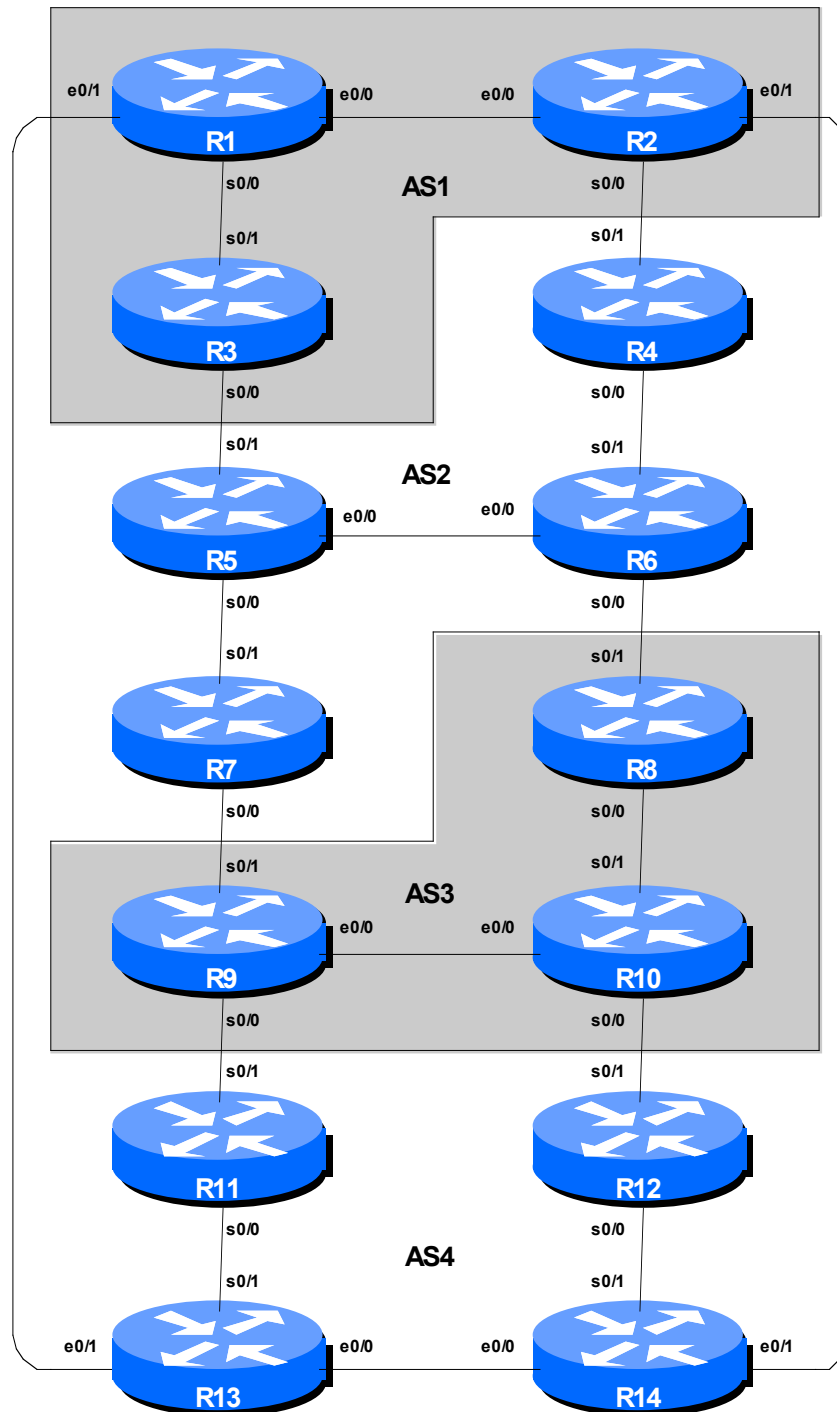 e0/1 e0/0 e0/0 e0/1
R1 R2
s0/0 AS1 s0/0
s0/1 s0/1
R3 R4
s0/0 s0/0
s0/1 AS2 s0/1
e0/0 e0/0
R5 R6
s0/0 s0/0
s0/1 s0/1
R7 R8
s0/0 s0/0
s0/1 AS3 s0/1
e0/0 e0/0
R9 R10
s0/0 s0/0
s0/1 s0/1
R11 R12
s0/0 s0/0
AS4
s0/1 s0/1
e0/1 e0/0 e0/0 e0/1
R13 R14